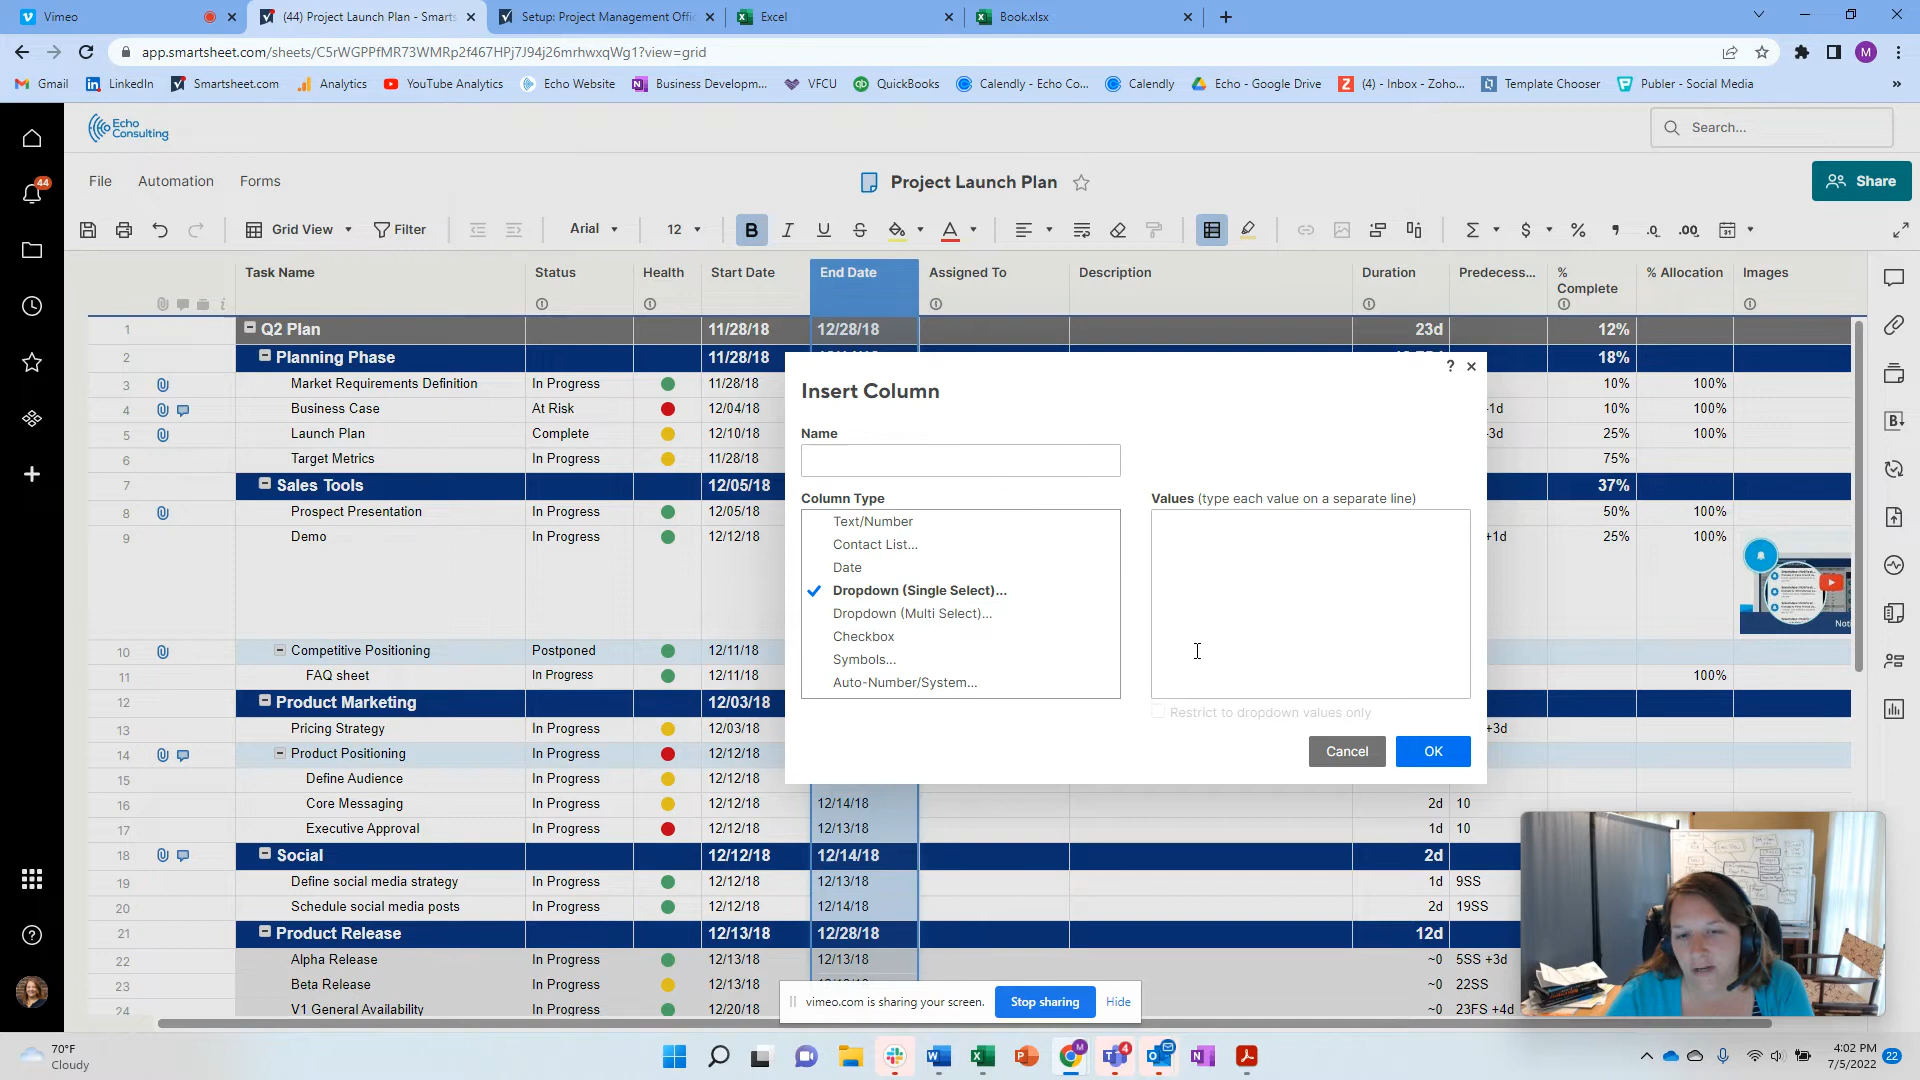 Vimeo
(44) Project Launch Plan - Smarts
Setup: Project Management Offi
Excel
Book.xlsx
app.smartsheet.com/sheets/C5rWGPPfMR73WMRp2f467HPj7J94j26mrhwxqWg1?view=grid
M
Gmail
LinkedIn
Smartsheet.com
Analytics
YouTube Analytics
Echo Website
Business Developm...
VFCU
QuickBooks
Calendly - Echo Co...
Calendly
Echo - Google Drive
(4) - Inbox - Zoho...
Template Chooser
Publer - Social Media
»
Echo
Consulting
Search...
44
File
Automation
Forms
Project Launch Plan
Share
Grid View
Filter
Arial
12
B
I
U
S
A
Σ
$
%
,
.0
.00
31
Task Name
Status
Health
Start Date
End Date
Assigned To
Description
Duration
Predecess...
%
Complete
% Allocation
Images
1 Q2 Plan 11/28/18 12/28/18 23d 12%
2 Planning Phase 11/28/18 18%
3 Market Requirements Definition In Progress 11/28/18 10% 100%
4 Business Case At Risk 12/04/18 -1d 10% 100%
5 Launch Plan Complete 12/10/18 -3d 25% 100%
6 Target Metrics In Progress 11/28/18 75%
7 Sales Tools 12/05/18 37%
8 Prospect Presentation In Progress 12/05/18 50% 100%
9 Demo In Progress 12/12/18 +1d 25% 100%
Noti
10 Competitive Positioning Postponed 12/11/18
11 FAQ sheet In Progress 12/11/18 100%
12 Product Marketing 12/03/18
13 Pricing Strategy In Progress 12/03/18 +3d
14 Product Positioning In Progress 12/12/18
15 Define Audience In Progress 12/12/18
16 Core Messaging In Progress 12/12/18 12/14/18 2d 10
17 Executive Approval In Progress 12/12/18 12/13/18 1d 10
18 Social 12/12/18 12/14/18 2d
19 Define social media strategy In Progress 12/12/18 12/13/18 1d 9SS
20 Schedule social media posts In Progress 12/12/18 12/14/18 2d 19SS
21 Product Release 12/13/18 12/28/18 12d
22 Alpha Release In Progress 12/13/18 12/13/18 ~0 5SS +3d
23 Beta Release In Progress 12/13/18 ~0 22SS
24 V1 General Availability In Progress 12/20/18 ~0 23FS +4d
? ×
Insert Column
Name
Column Type
Text/Number
Contact List...
Date
Dropdown (Single Select)...
Dropdown (Multi Select)...
Checkbox
Symbols...
Auto-Number/System...
Values (type each value on a separate line)
Restrict to dropdown values only
Cancel
OK
vimeo.com is sharing your screen.
Stop sharing
Hide
70°F
Cloudy
M
4
4:02 PM
7/5/2022
22